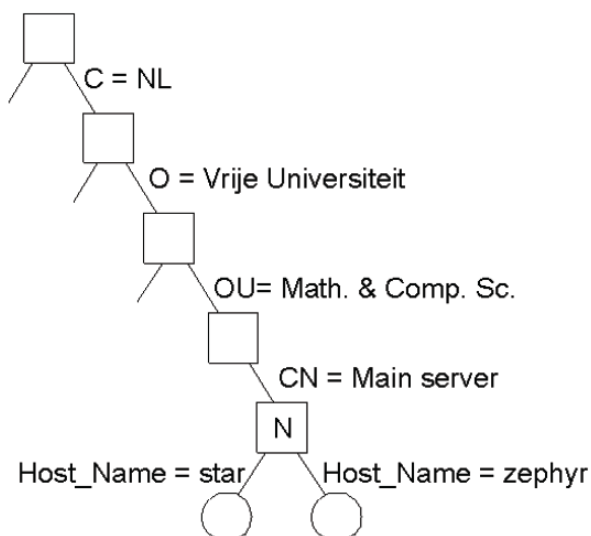 C = NL
O = Vrije Universiteit
OU= Math. & Comp. Sc.
CN = Main server
N
Host_Name = star
Host_Name = zephyr